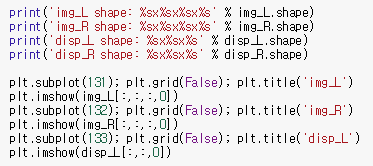 print('img_L shape: %sx%sx%sx%s' % img_L.shape)
print('img_R shape: %sx%sx%sx%s' % img_R.shape)
print('disp_L shape: %sx%sx%s' % disp_L.shape)
print('disp_R shape: %sx%sx%s' % disp_R.shape)
plt.subplot(131); plt.grid(False); plt.title('img_L')
plt.imshow(img_L[:,:,:,0])
plt.subplot(132); plt.grid(False); plt.title('img_R')
plt.imshow(img_R[:,:,:,0])
plt.subplot(133); plt.grid(False); plt.title('disp_L')
plt.imshow(disp_L[:,:,0])